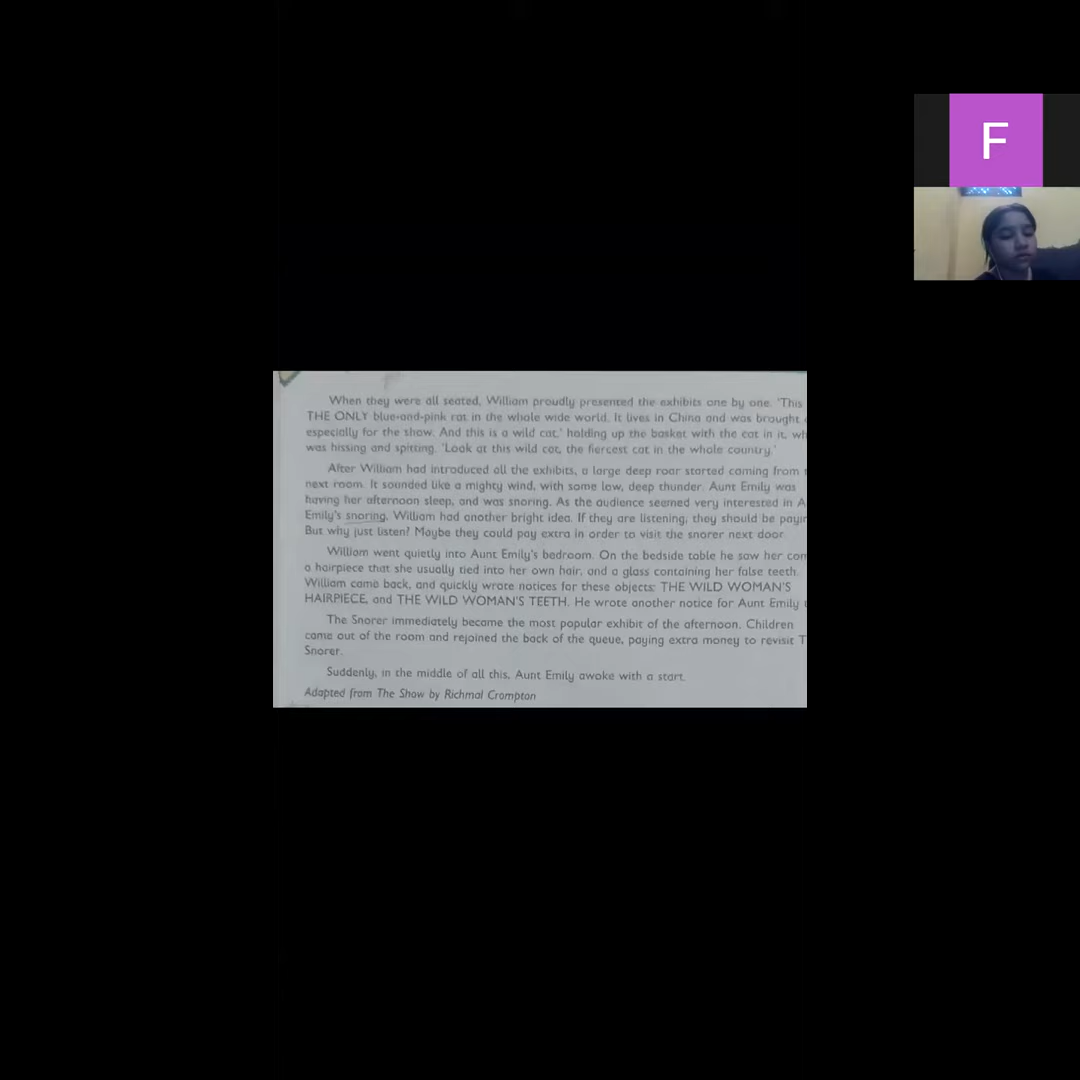 F
When they were all seated, William proudly presented the exhibits one by one. 'This
THE ONLY blue-and-pink rat in the whole wide world. It lives in China and was brought
especially for the show. And this is a wild cat,' holding up the basket with the cat in it,
was hissing and spitting. 'Look at this wild cat, the fiercest cat in the whole country.'
After William had introduced all the exhibits, a large deep roar started coming from
next room. It sounded like a mighty wind, with some low, deep thunder. Aunt Emily was
having her afternoon sleep, and was snoring. As the audience seemed very interested in
Emily's snoring, William had another bright idea. If they are listening, they should be
But why just listen? Maybe they could pay extra in order to visit the snorer next door.
William went quietly into Aunt Emily's bedroom. On the bedside table he saw her
a hairpiece that she usually tied into her own hair, and a glass containing her false teeth.
William came back, and quickly wrote notices for these objects: THE WILD WOMAN'S
HAIRPIECE, and THE WILD WOMAN'S TEETH. He wrote another notice for Aunt Emily
The Snorer immediately became the most popular exhibit of the afternoon. Children
came out of the room and rejoined the back of the queue, paying extra money to revisit
Snorer.
Suddenly, in the middle of all this, Aunt Emily awoke with a start.
Adapted from The Show by Richmal Crompton